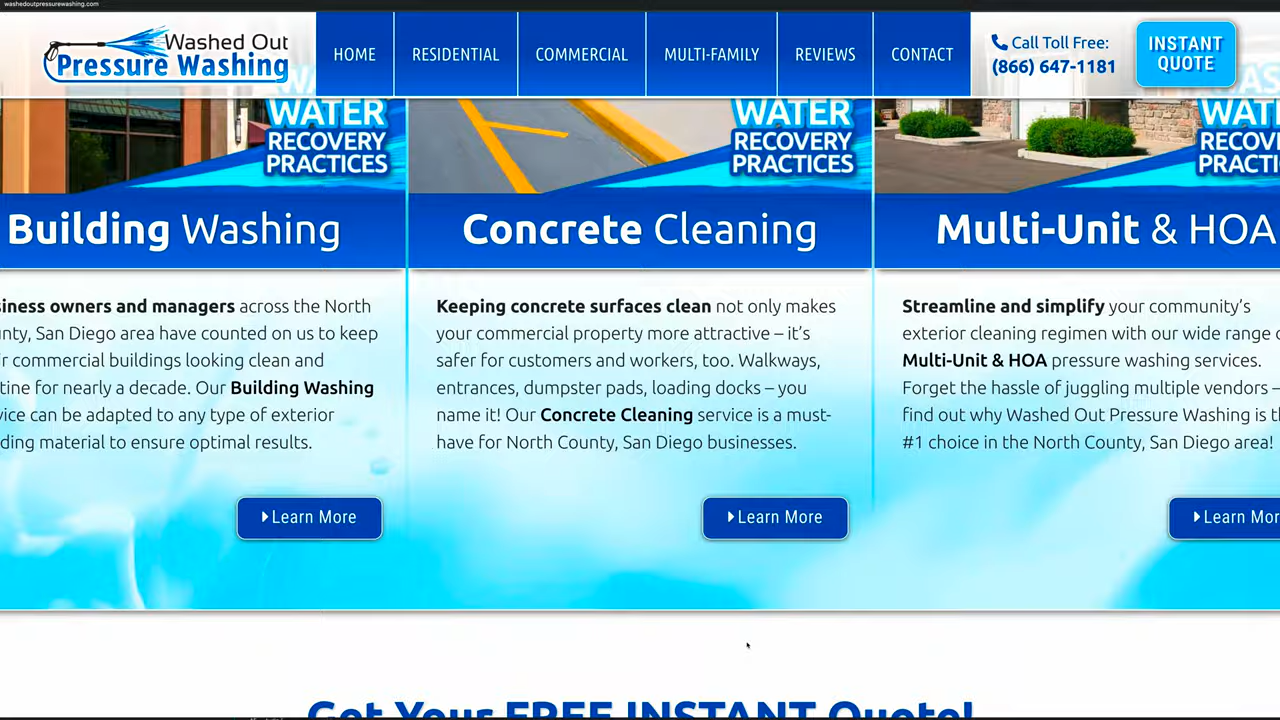 washedoutpressurewashing.com
Washed Out
Pressure Washing
HOME
RESIDENTIAL
COMMERCIAL
MULTI-FAMILY
REVIEWS
CONTACT
Call Toll Free:
(866) 647-1181
INSTANT
QUOTE
WATER
RECOVERY
PRACTICES
WATER
RECOVERY
PRACTICES
WATER
Building Washing
Concrete Cleaning
Multi-Unit & HOA
owners and managers across the North
San Diego area have counted on us to keep
commercial buildings looking clean and
for nearly a decade. Our Building Washing
can be adapted to any type of exterior
material to ensure optimal results.
Learn More
Keeping concrete surfaces clean not only makes
your commercial property more attractive – it's
safer for customers and workers, too. Walkways,
entrances, dumpster pads, loading docks – you
name it! Our Concrete Cleaning service is a must-
have for North County, San Diego businesses.
Learn More
Streamline and simplify your community's
exterior cleaning regimen with our wide range
Multi-Unit & HOA pressure washing services.
Forget the hassle of juggling multiple vendors –
find out why Washed Out Pressure Washing is
#1 choice in the North County, San Diego area!
Learn
Get Your FREE INSTANT Quote!